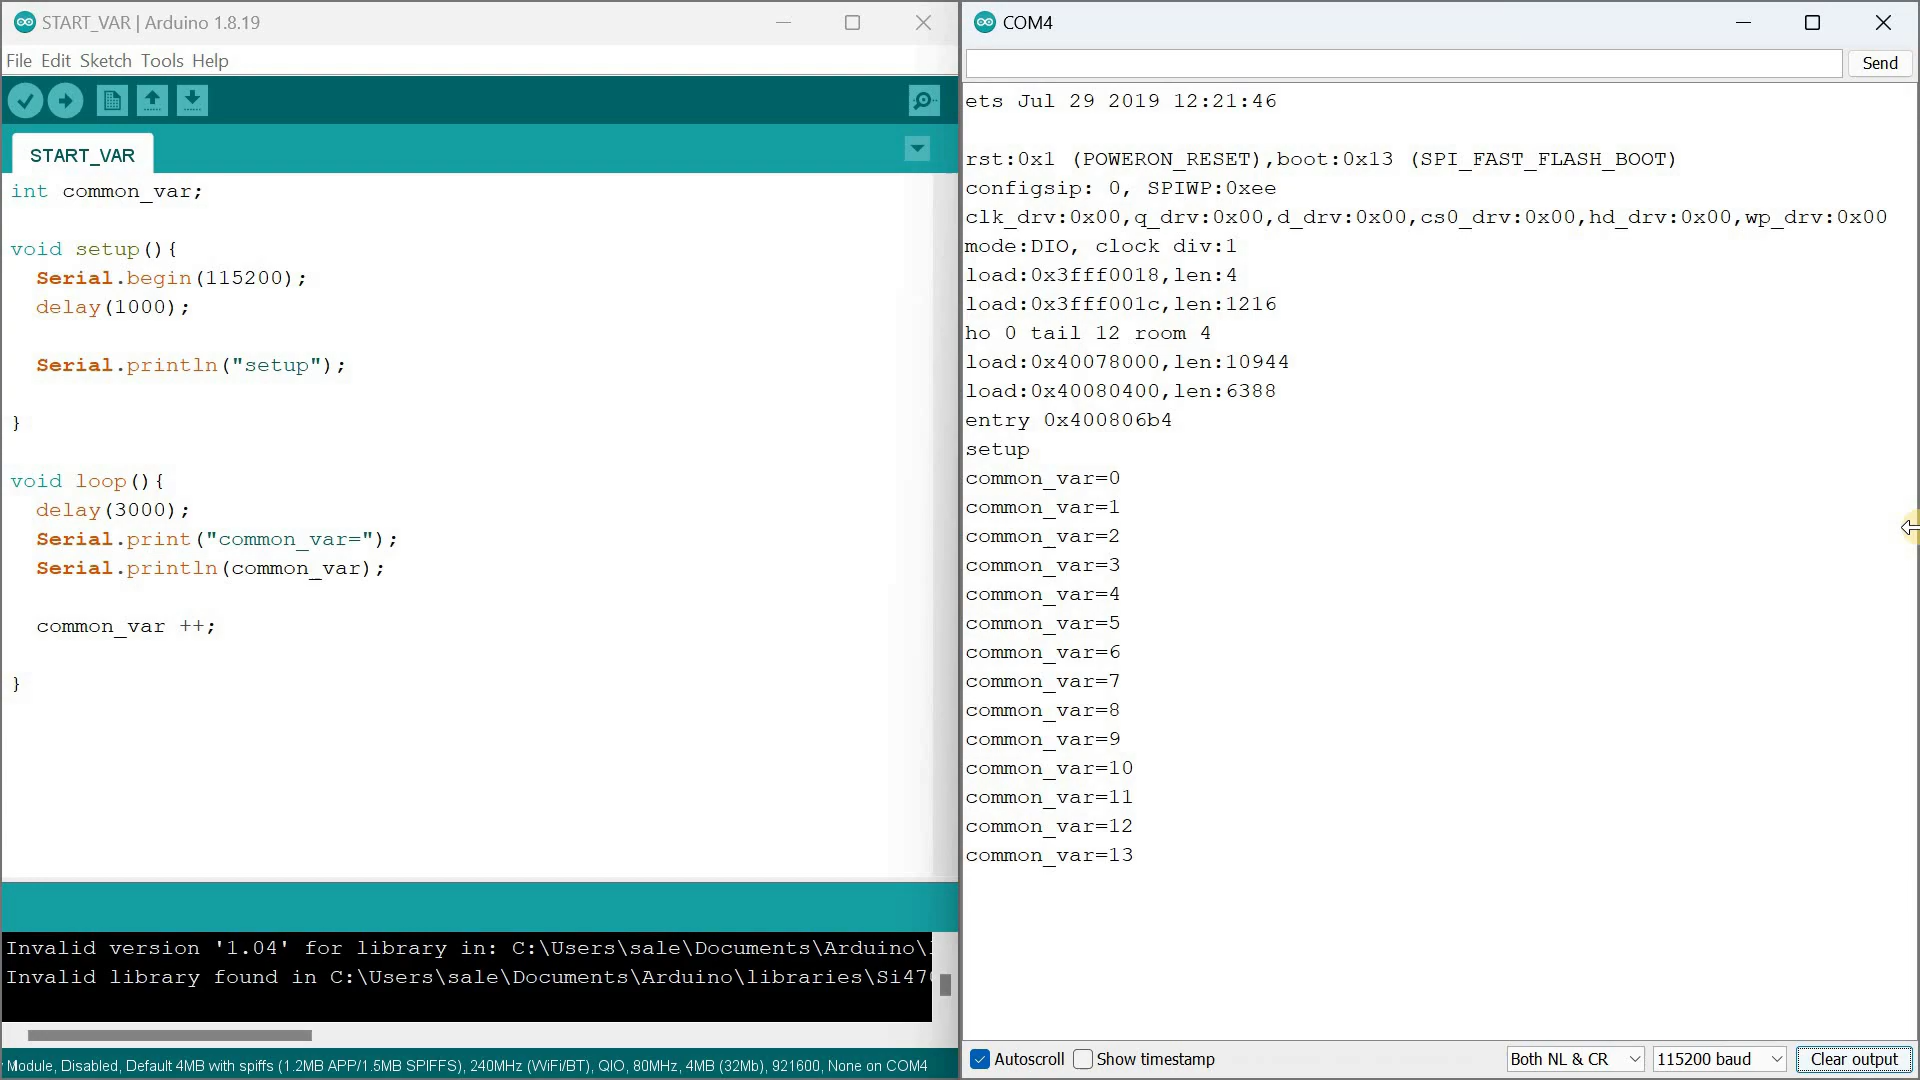 START_VAR | Arduino 1.8.19
File Edit Sketch Tools Help
START_VAR
int common_var;
void setup(){
Serial.begin(115200);
delay(1000);
Serial.println("setup");
}
void loop(){
delay(3000);
Serial.print("common_var=");
Serial.println(common_var);
common_var ++;
}
Invalid version '1.04' for library in: C:\Users\sale\Documents\Arduino\
Invalid library found in C:\Users\sale\Documents\Arduino\libraries\Si47
Module, Disabled, Default 4MB with spiffs (1.2MB APP/1.5MB SPIFFS), 240MHz (WiFi/BT), QIO, 80MHz, 4MB (32Mb), 921600, None on COM4
COM4
Send
ets Jul 29 2019 12:21:46
rst:0x1 (POWERON_RESET),boot:0x13 (SPI_FAST_FLASH_BOOT)
configsip: 0, SPIWP:0xee
clk_drv:0x00,q_drv:0x00,d_drv:0x00,cs0_drv:0x00,hd_drv:0x00,wp_drv:0x00
mode:DIO, clock div:1
load:0x3fff0018,len:4
load:0x3fff001c,len:1216
ho 0 tail 12 room 4
load:0x40078000,len:10944
load:0x40080400,len:6388
entry 0x400806b4
setup
common_var=0
common_var=1
common_var=2
common_var=3
common_var=4
common_var=5
common_var=6
common_var=7
common_var=8
common_var=9
common_var=10
common_var=11
common_var=12
common_var=13
Autoscroll Show timestamp Both NL & CR 115200 baud Clear output